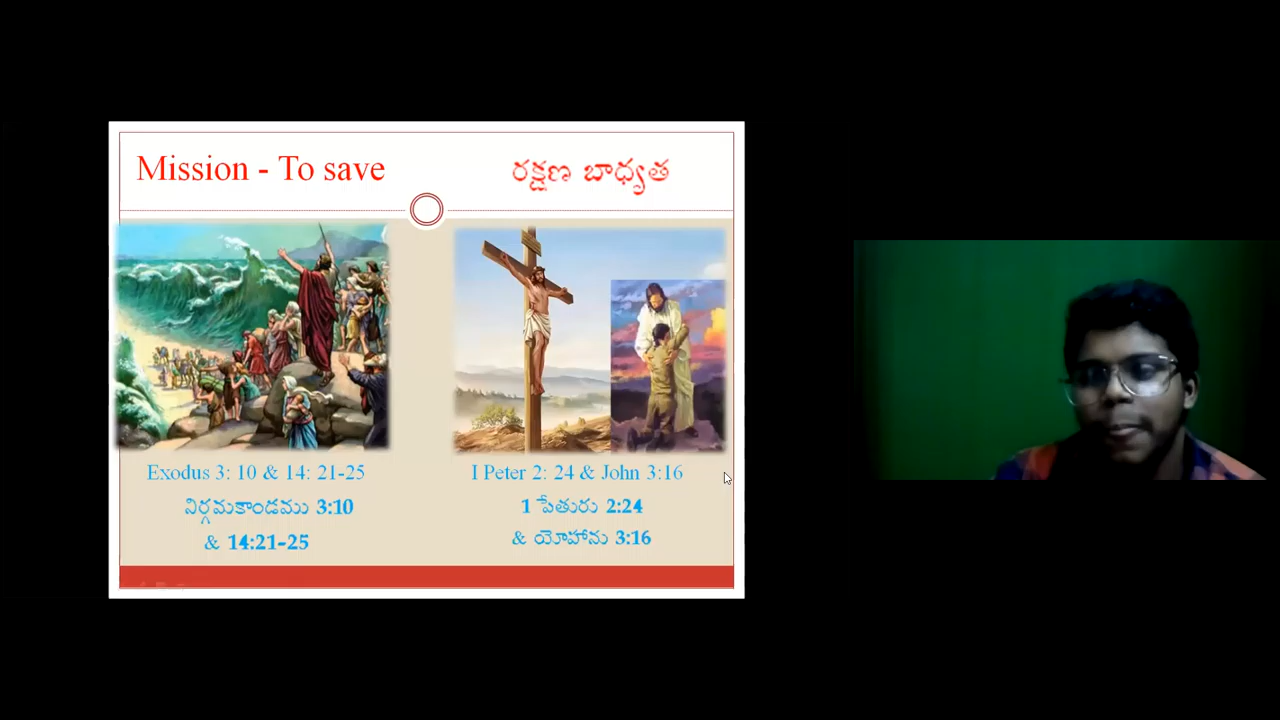 Mission - To save
రక్షణ బాధ్యత
Exodus 3: 10 & 14: 21-25
నిర్గమకాండము 3:10
& 14:21-25
I Peter 2: 24 & John 3:16
1 పేతురు 2:24
& యోహాను 3:16